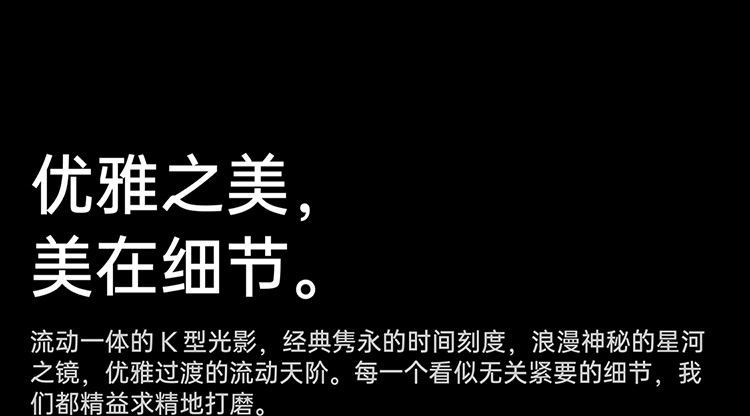 优雅之美，
美在细节。
流动一体的 K 型光影，经典隽永的时间刻度，浪漫神秘的星河
之镜，优雅过渡的流动天阶。每一个看似无关紧要的细节，我
们都精益求精地打磨。